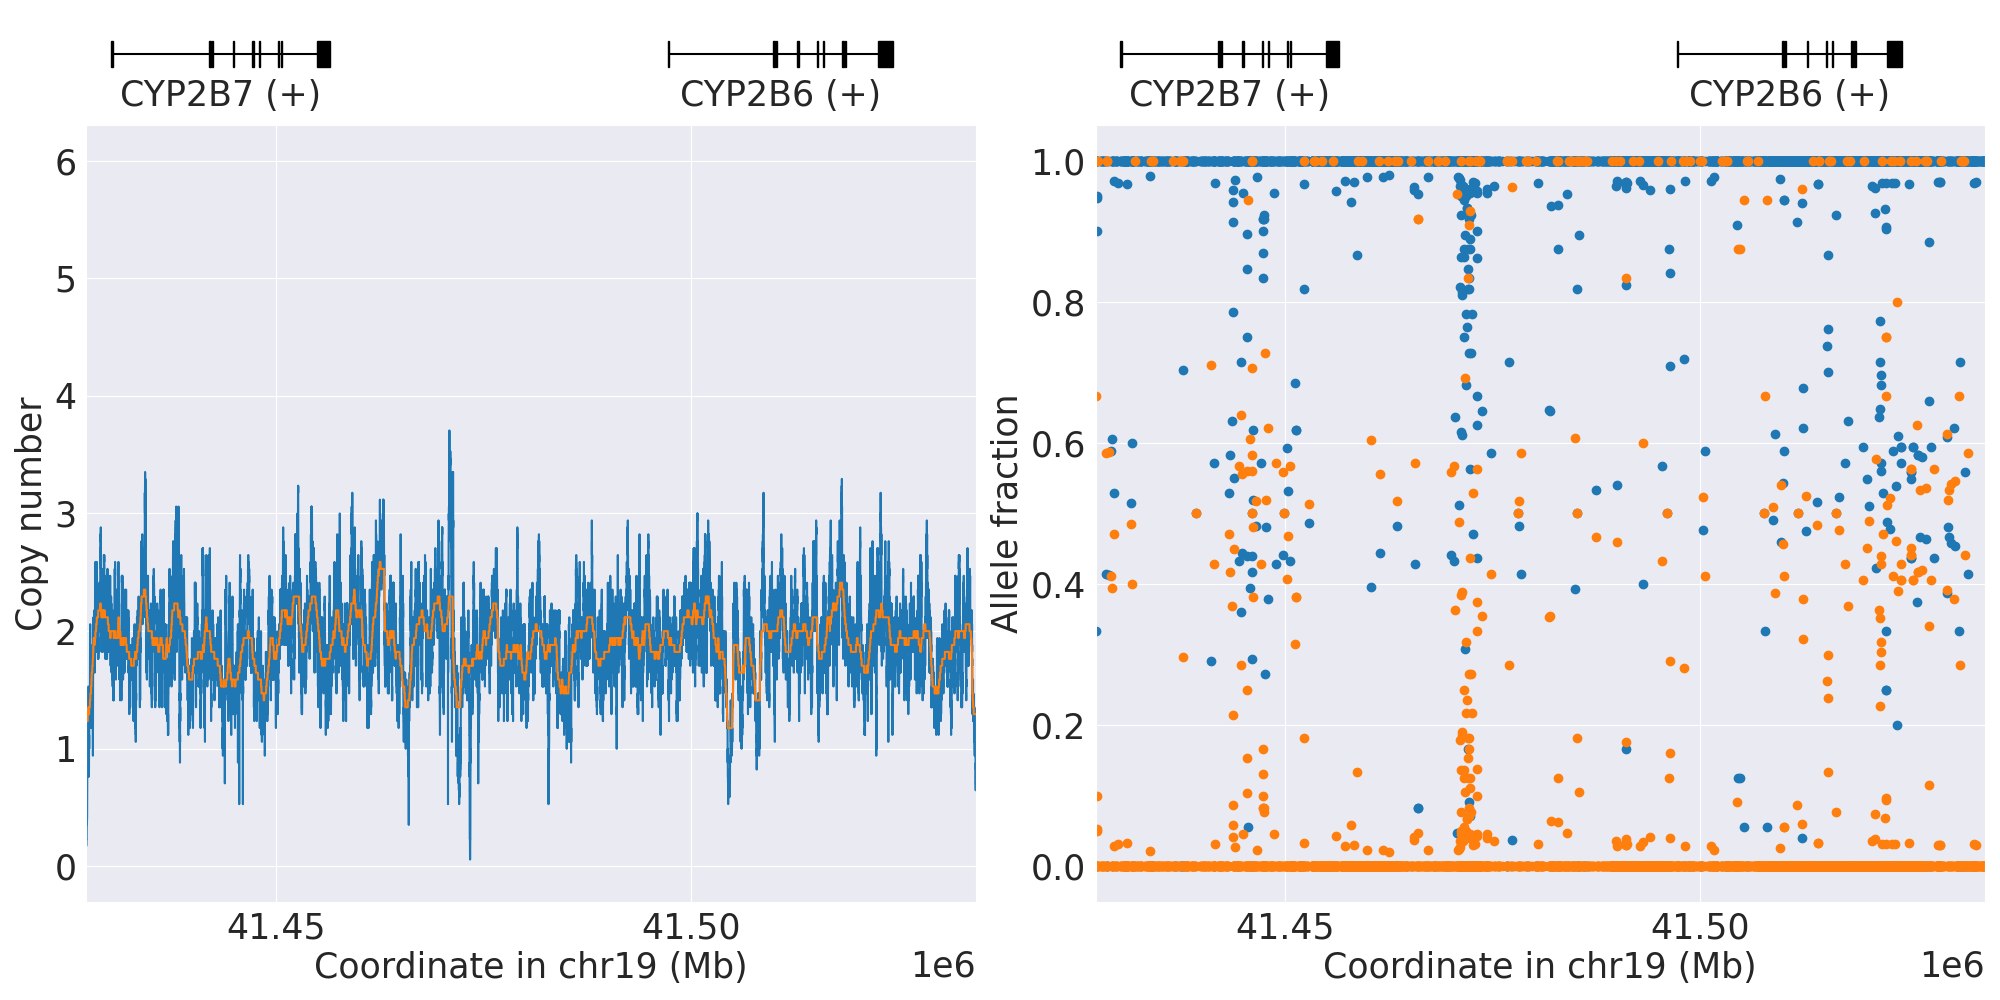 CYP2B7 (+)
CYP2B6 (+)
CYP2B7 (+)
CYP2B6 (+)
6
5
4
3
2
1
0
Copy number
41.45
41.50
Coordinate in chr19 (Mb)
1e6
1.0
0.8
0.6
0.4
0.2
0.0
Allele fraction
41.45
41.50
Coordinate in chr19 (Mb)
1e6